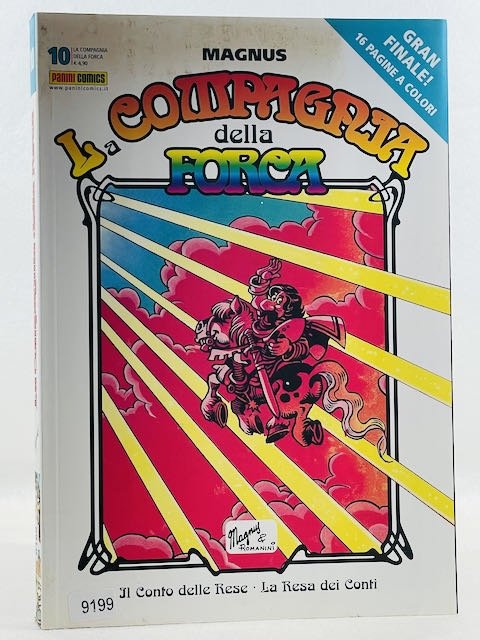 10
LA COMPAGNIA
DELLA FORCA
€ 4,90
PANINI COMICS
www.paninicomics.it
MAGNUS
GRAN
FINALE!
16 PAGINE A COLORI
La COMPAGNIA
della
FORCA
Magnus &
ROMANINI
Il Conto delle Rese · La Resa dei Conti
9199